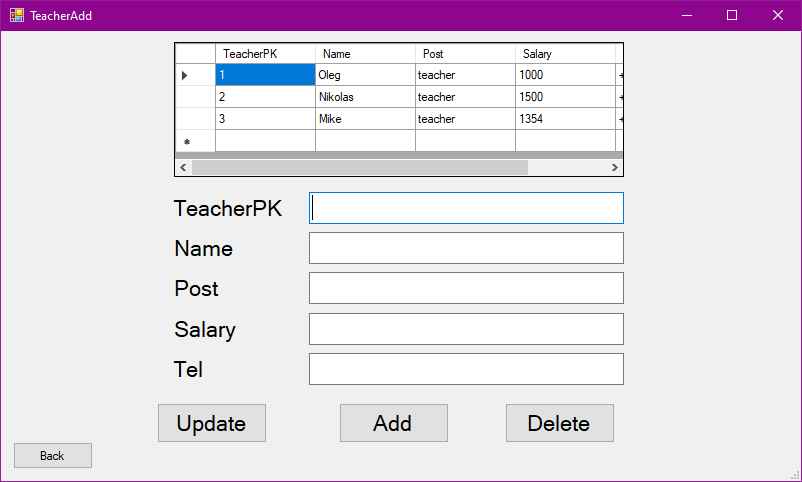 TeacherAdd
TeacherPK Name Post Salary
1 Oleg teacher 1000
2 Nikolas teacher 1500
3 Mike teacher 1354
TeacherPK
Name
Post
Salary
Tel
Update Add Delete
Back